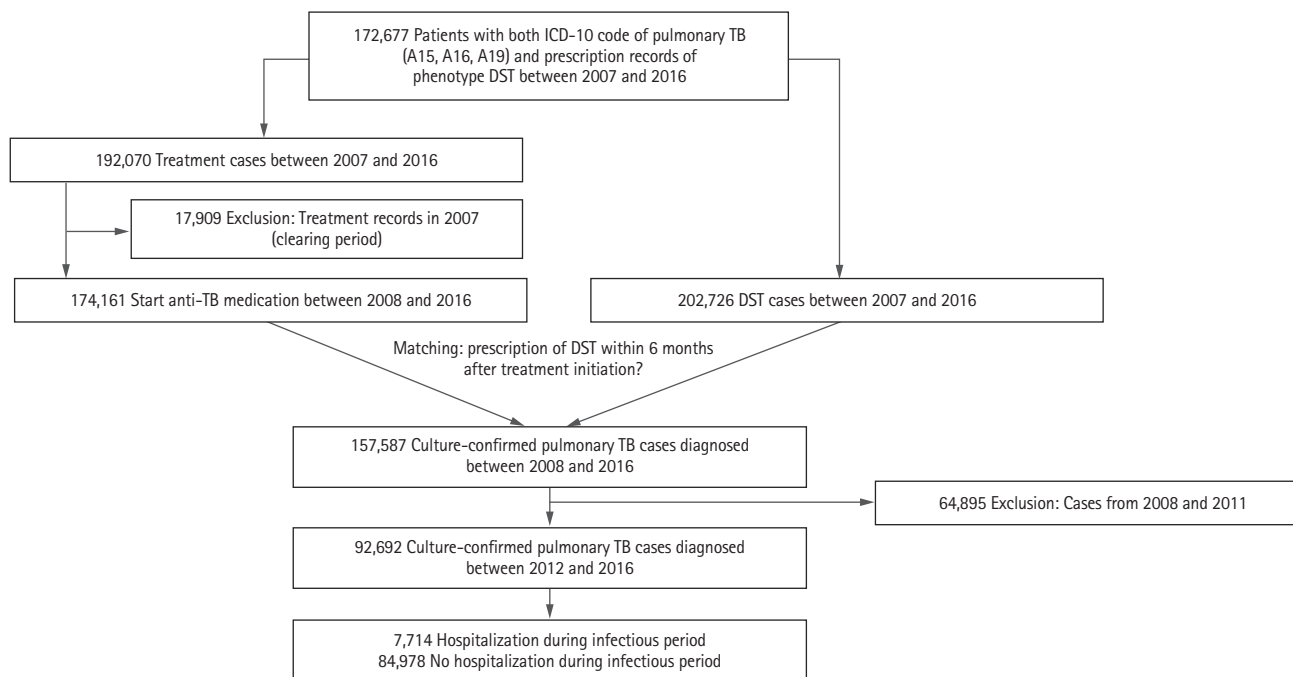 172,677 Patients with both ICD-10 code of pulmonary TB
(A15, A16, A19) and prescription records of
phenotype DST between 2007 and 2016
192,070 Treatment cases between 2007 and 2016
17,909 Exclusion: Treatment records in 2007
(clearing period)
174,161 Start anti-TB medication between 2008 and 2016
202,726 DST cases between 2007 and 2016
Matching: prescription of DST within 6 months
after treatment initiation?
157,587 Culture-confirmed pulmonary TB cases diagnosed
between 2008 and 2016
64,895 Exclusion: Cases from 2008 and 2011
92,692 Culture-confirmed pulmonary TB cases diagnosed
between 2012 and 2016
7,714 Hospitalization during infectious period
84,978 No hospitalization during infectious period